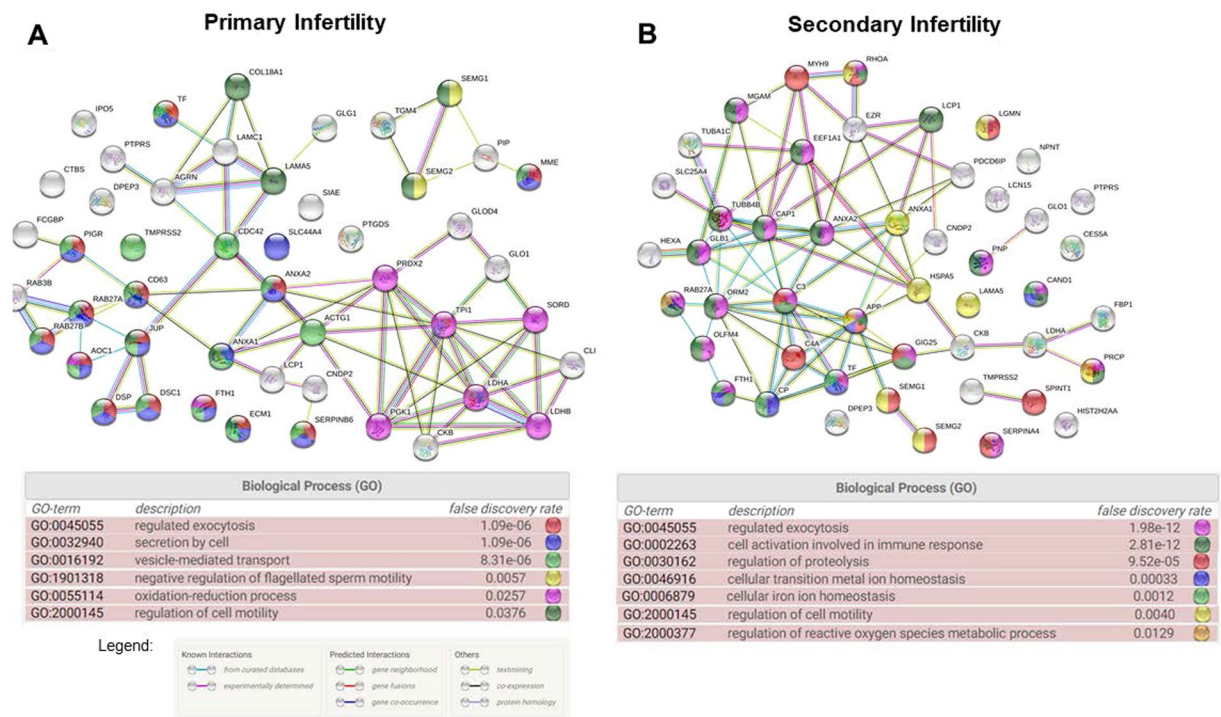 Primary Infertility
Secondary Infertility
A
B
COL18A1
TF
IPO5
GLG1
LAMC1
PTPRS
LAMA5
AGRN
CTBS
DPEP3
SIAE
FCGBP
PIGR
TMPRSS2
CDC42
SLC44A4
PTGDS
CD63
ANXA2
RAB3B
RAB27A
RAB27B
JUP
AOC1
ANXA1
ACTG1
LCP1
CNDP2
DSP
DSC1
FTH1
ECM1
SERPINB6
SEMG1
TGM4
PIP
SEMG2
MME
GLOD4
GLO1
PRDX2
TPI1
SORD
CLI
LDHA
PGK1
LDHB
CKB
MYH9
RHOA
MGAM
LCP1
LGMN
EZR
TUBA1C
EEF1A1
NPNT
PDCD6IP
SLC25A4
LCN15
PTPRS
TUBB4B
CAP1
ANXA2
ANXA1
GLO1
CNDP2
HEXA
GLB1
PNP
CES5A
HSPA5
RAB27A
ORM2
C3
LAMA5
CAND1
APP
FBP1
OLFM4
C4A
GIG25
CKB
LDHA
PRCP
FTH1
CP
TF
SEMG1
TMPRSS2
SPINT1
DPEP3
HIST2H2AA
SEMG2
SERPINA4
Biological Process (GO)
GO-term description false discovery rate
GO:0045055 regulated exocytosis 1.09e-06
GO:0032940 secretion by cell 1.09e-06
GO:0016192 vesicle-mediated transport 8.31e-06
GO:1901318 negative regulation of flagellated sperm motility 0.0057
GO:0055114 oxidation-reduction process 0.0257
GO:2000145 regulation of cell motility 0.0376
Biological Process (GO)
GO-term description false discovery rate
GO:0045055 regulated exocytosis 1.98e-12
GO:0002263 cell activation involved in immune response 2.81e-12
GO:0030162 regulation of proteolysis 9.52e-05
GO:0046916 cellular transition metal ion homeostasis 0.00033
GO:0006879 cellular iron ion homeostasis 0.0012
GO:2000145 regulation of cell motility 0.0040
GO:2000377 regulation of reactive oxygen species metabolic process 0.0129
Legend:
Known Interactions
from curated databases
experimentally determined
Predicted Interactions
gene neighborhood
gene fusions
gene co-occurrence
Others
textmining
co-expression
protein homology